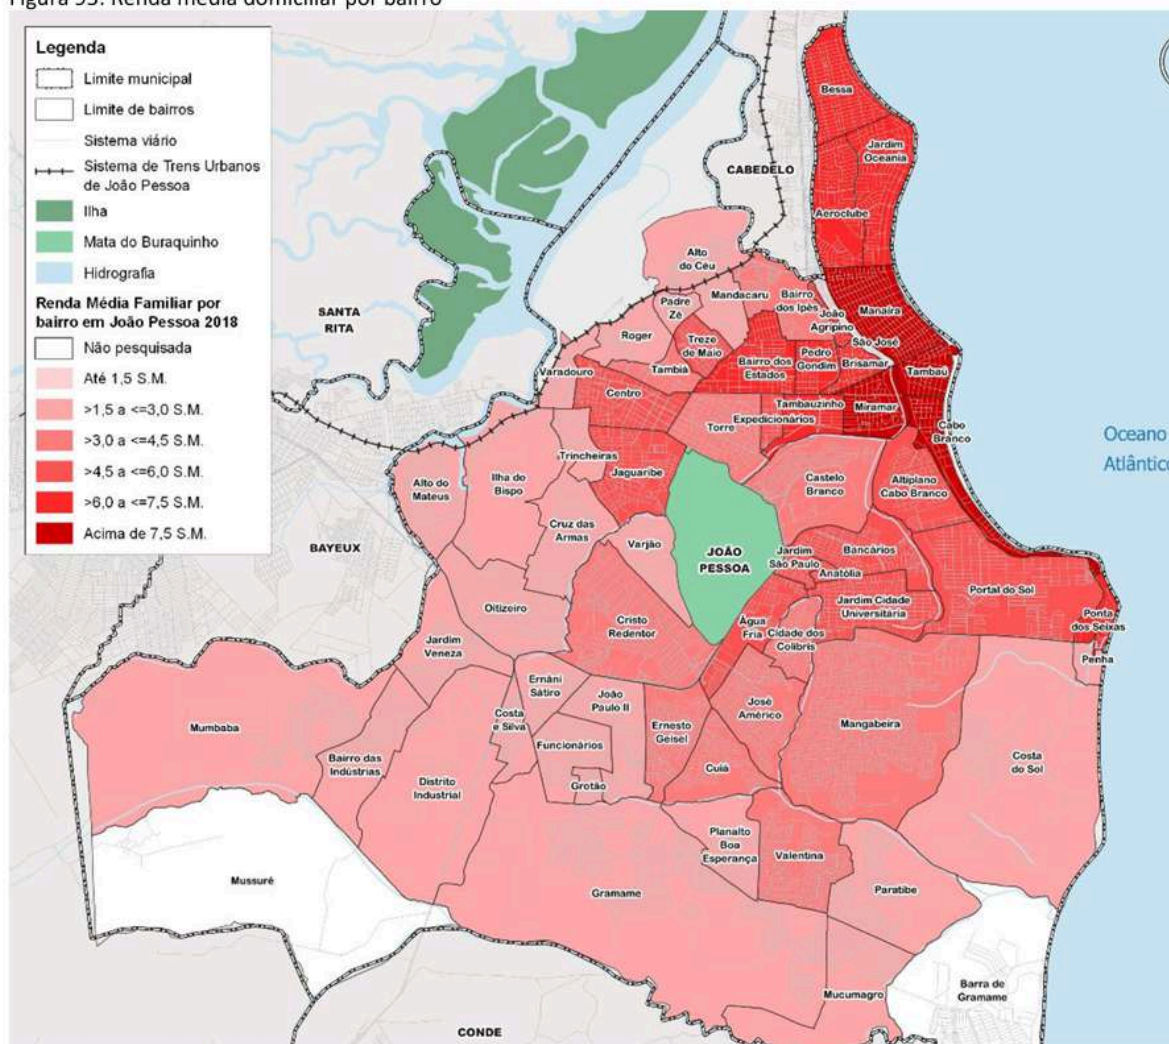 Figura 93: Renda média domiciliar por bairro
Legenda
Limite municipal
Limite de bairros
Sistema viário
Sistema de Trens Urbanos
de João Pessoa
Ilha
Mata do Buraquinho
Hidrografia
Renda Média Familiar por
bairro em João Pessoa 2018
Não pesquisada
Até 1,5 S.M.
>1,5 a <=3,0 S.M.
>3,0 a <=4,5 S.M.
>4,5 a <=6,0 S.M.
>6,0 a <=7,5 S.M.
Acima de 7,5 S.M.
Bessa
Jardim
Oceania
CABEDELO
Aeroclube
Alto
do Céu
SANTA
RITA
Padre
Zé
Mandacaru
Bairro
dos Ipês
João
Agripino
Manaíra
São José
Roger
Treze
de Maio
Bairro dos
Estados
Pedro
Gondim
Brisamar
Tambaú
Varadouro
Tambiá
Centro
Tambauzinho
Miramar
Expedicionários
Torre
Cabo
Branco
Oceano
Atlântico
Trincheiras
Jaguaribe
Alto do
Mateus
Ilha do
Bispo
Castelo
Branco
Altiplano
Cabo Branco
Cruz das
Armas
Varjão
BAYEUX
JOÃO
PESSOA
Jardim
São Paulo
Bancários
Anatólia
Portal do Sol
Jardim Cidade
Universitária
Oitizeiro
Cristo
Redentor
Água
Fria
Cidade dos
Colibris
Ponta
dos Seixas
Penha
Jardim
Veneza
Ernâni
Sátiro
João
Paulo II
José
Américo
Mumbaba
Costa
e Silva
Ernesto
Geisel
Mangabeira
Funcionários
Bairro das
Indústrias
Distrito
Industrial
Cuiá
Costa
do Sol
Grotão
Planalto
Boa
Esperança
Valentina
Mussuré
Gramame
Paratibe
Mucumagro
Barra de
Gramame
CONDE